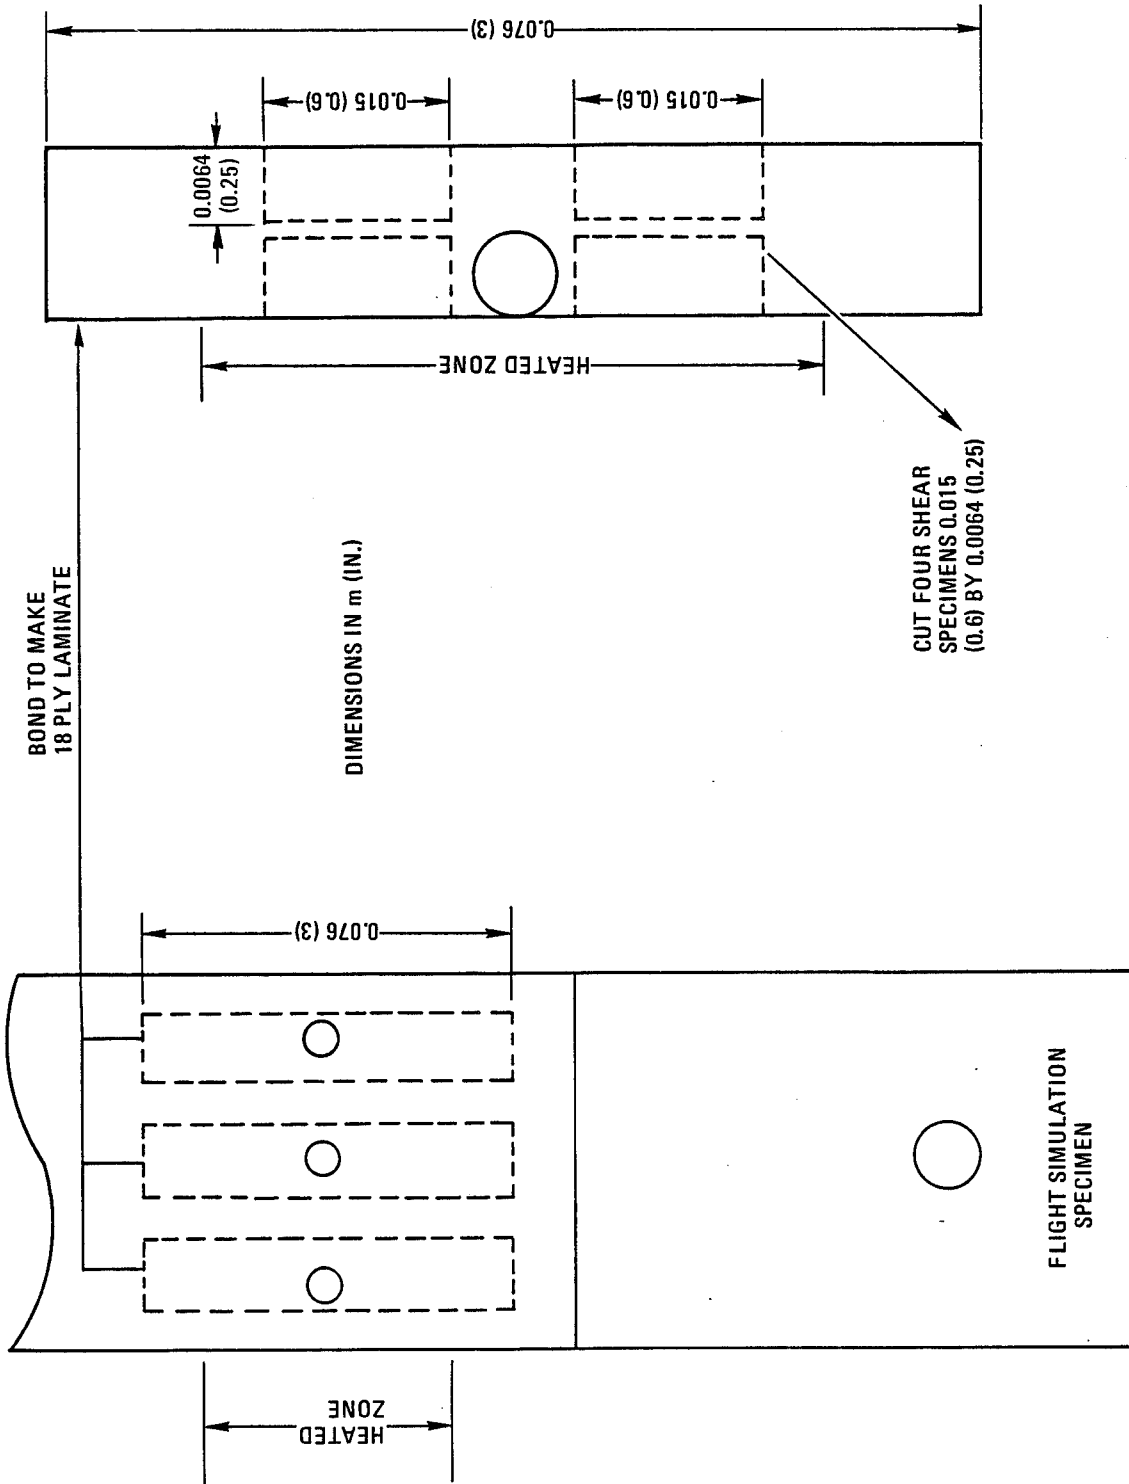 0.076 (3)
0.015 (0.6)
0.015 (0.6)
0.0064
(0.25)
HEATED ZONE
BOND TO MAKE
18 PLY LAMINATE
DIMENSIONS IN m (IN.)
CUT FOUR SHEAR
SPECIMENS 0.015
(0.6) BY 0.0064 (0.25)
0.076 (3)
FLIGHT SIMULATION
SPECIMEN
HEATED
ZONE